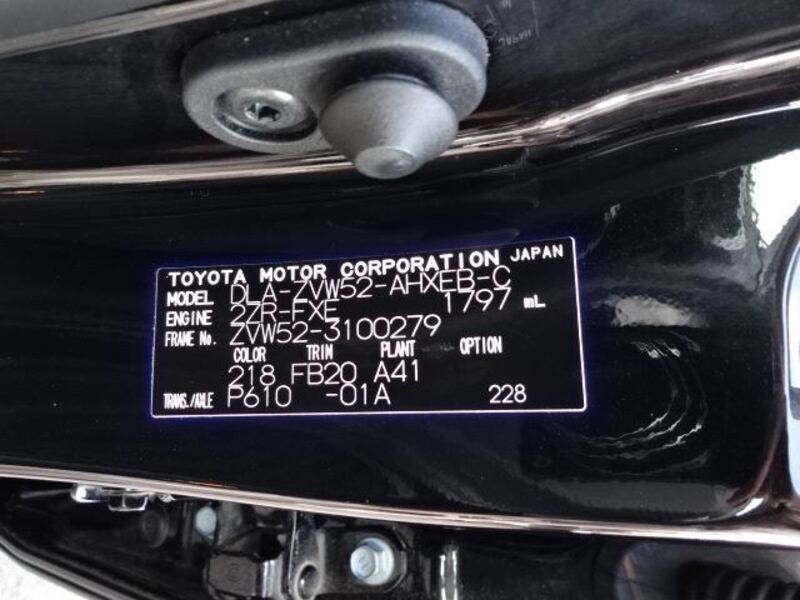 TOYOTA MOTOR CORPORATION JAPAN
MODEL DLA-ZVW52-AHXEB-C
ENGINE 2ZR-FXE 1797 mL
FRAME No. ZVW52-3100279
COLOR TRIM PLANT OPTION
218 FB20 A41
TRANS./AXLE P610 -01A 228